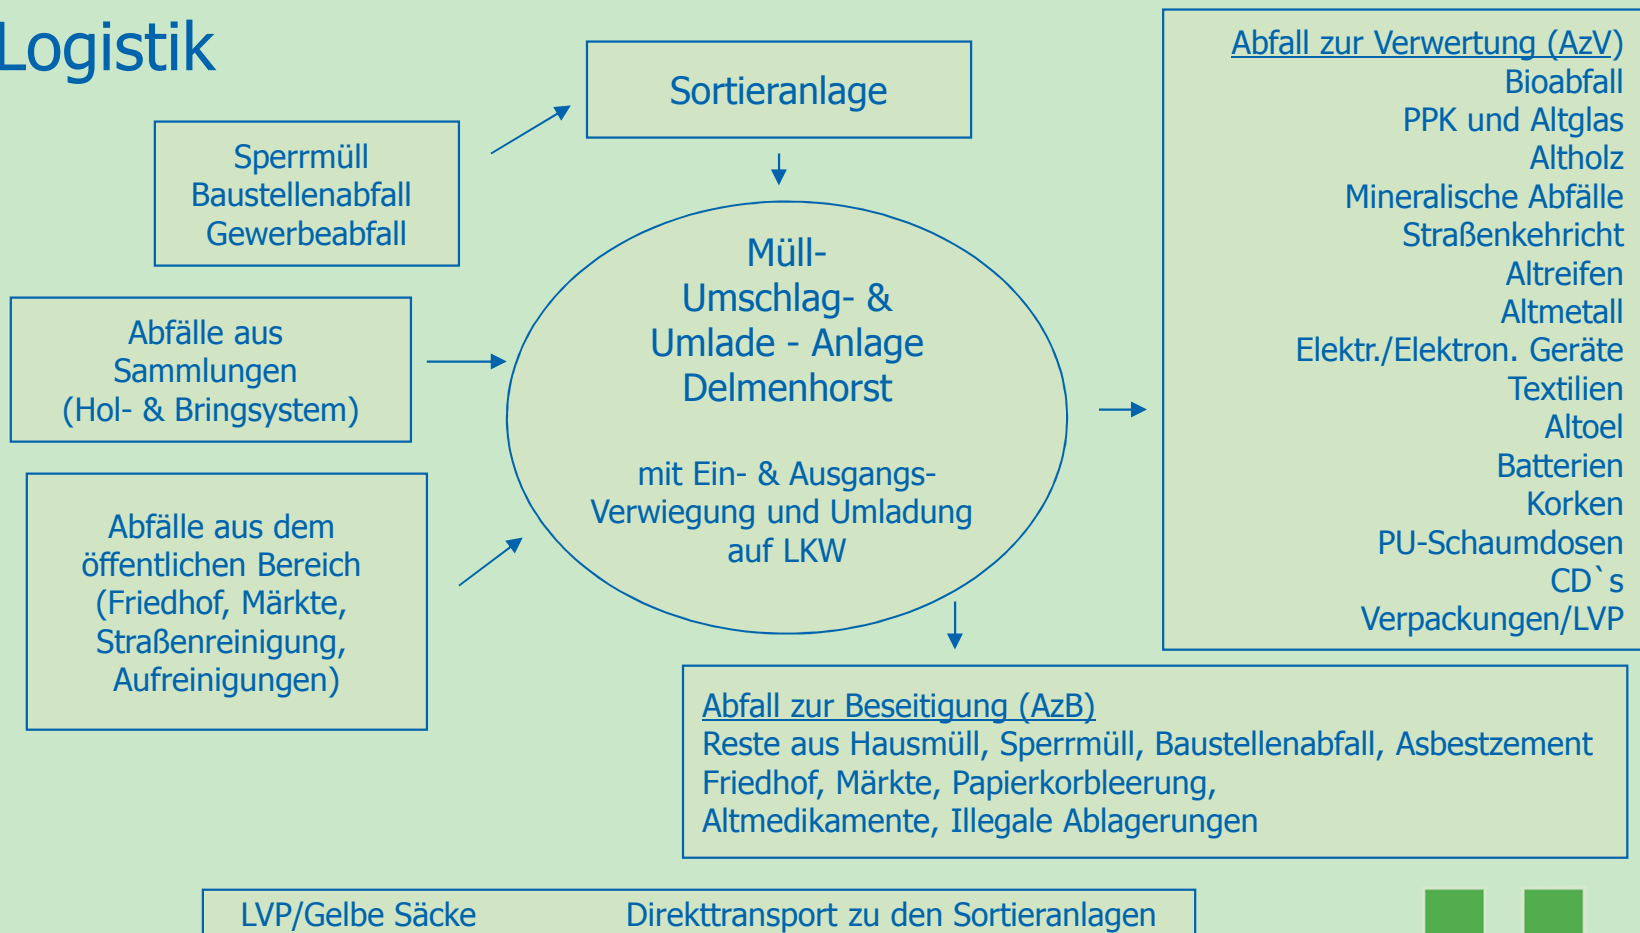 Logistik
Sortieranlage
Sperrmüll
Baustellenabfall
Gewerbeabfall
Abfälle aus
Sammlungen
(Hol- & Bringsystem)
Abfälle aus dem
öffentlichen Bereich
(Friedhof, Märkte,
Straßenreinigung,
Aufreinigungen)
Müll-
Umschlag- &
Umlade - Anlage
Delmenhorst
mit Ein- & Ausgangs-
Verwiegung und Umladung
auf LKW
Abfall zur Verwertung (AzV)
Bioabfall
PPK und Altglas
Altholz
Mineralische Abfälle
Straßenkehricht
Altreifen
Altmetall
Elektr./Elektron. Geräte
Textilien
Altoel
Batterien
Korken
PU-Schaumdosen
CD`s
Verpackungen/LVP
Abfall zur Beseitigung (AzB)
Reste aus Hausmüll, Sperrmüll, Baustellenabfall, Asbestzement
Friedhof, Märkte, Papierkorbleerung,
Altmedikamente, Illegale Ablagerungen
LVP/Gelbe Säcke Direkttransport zu den Sortieranlagen